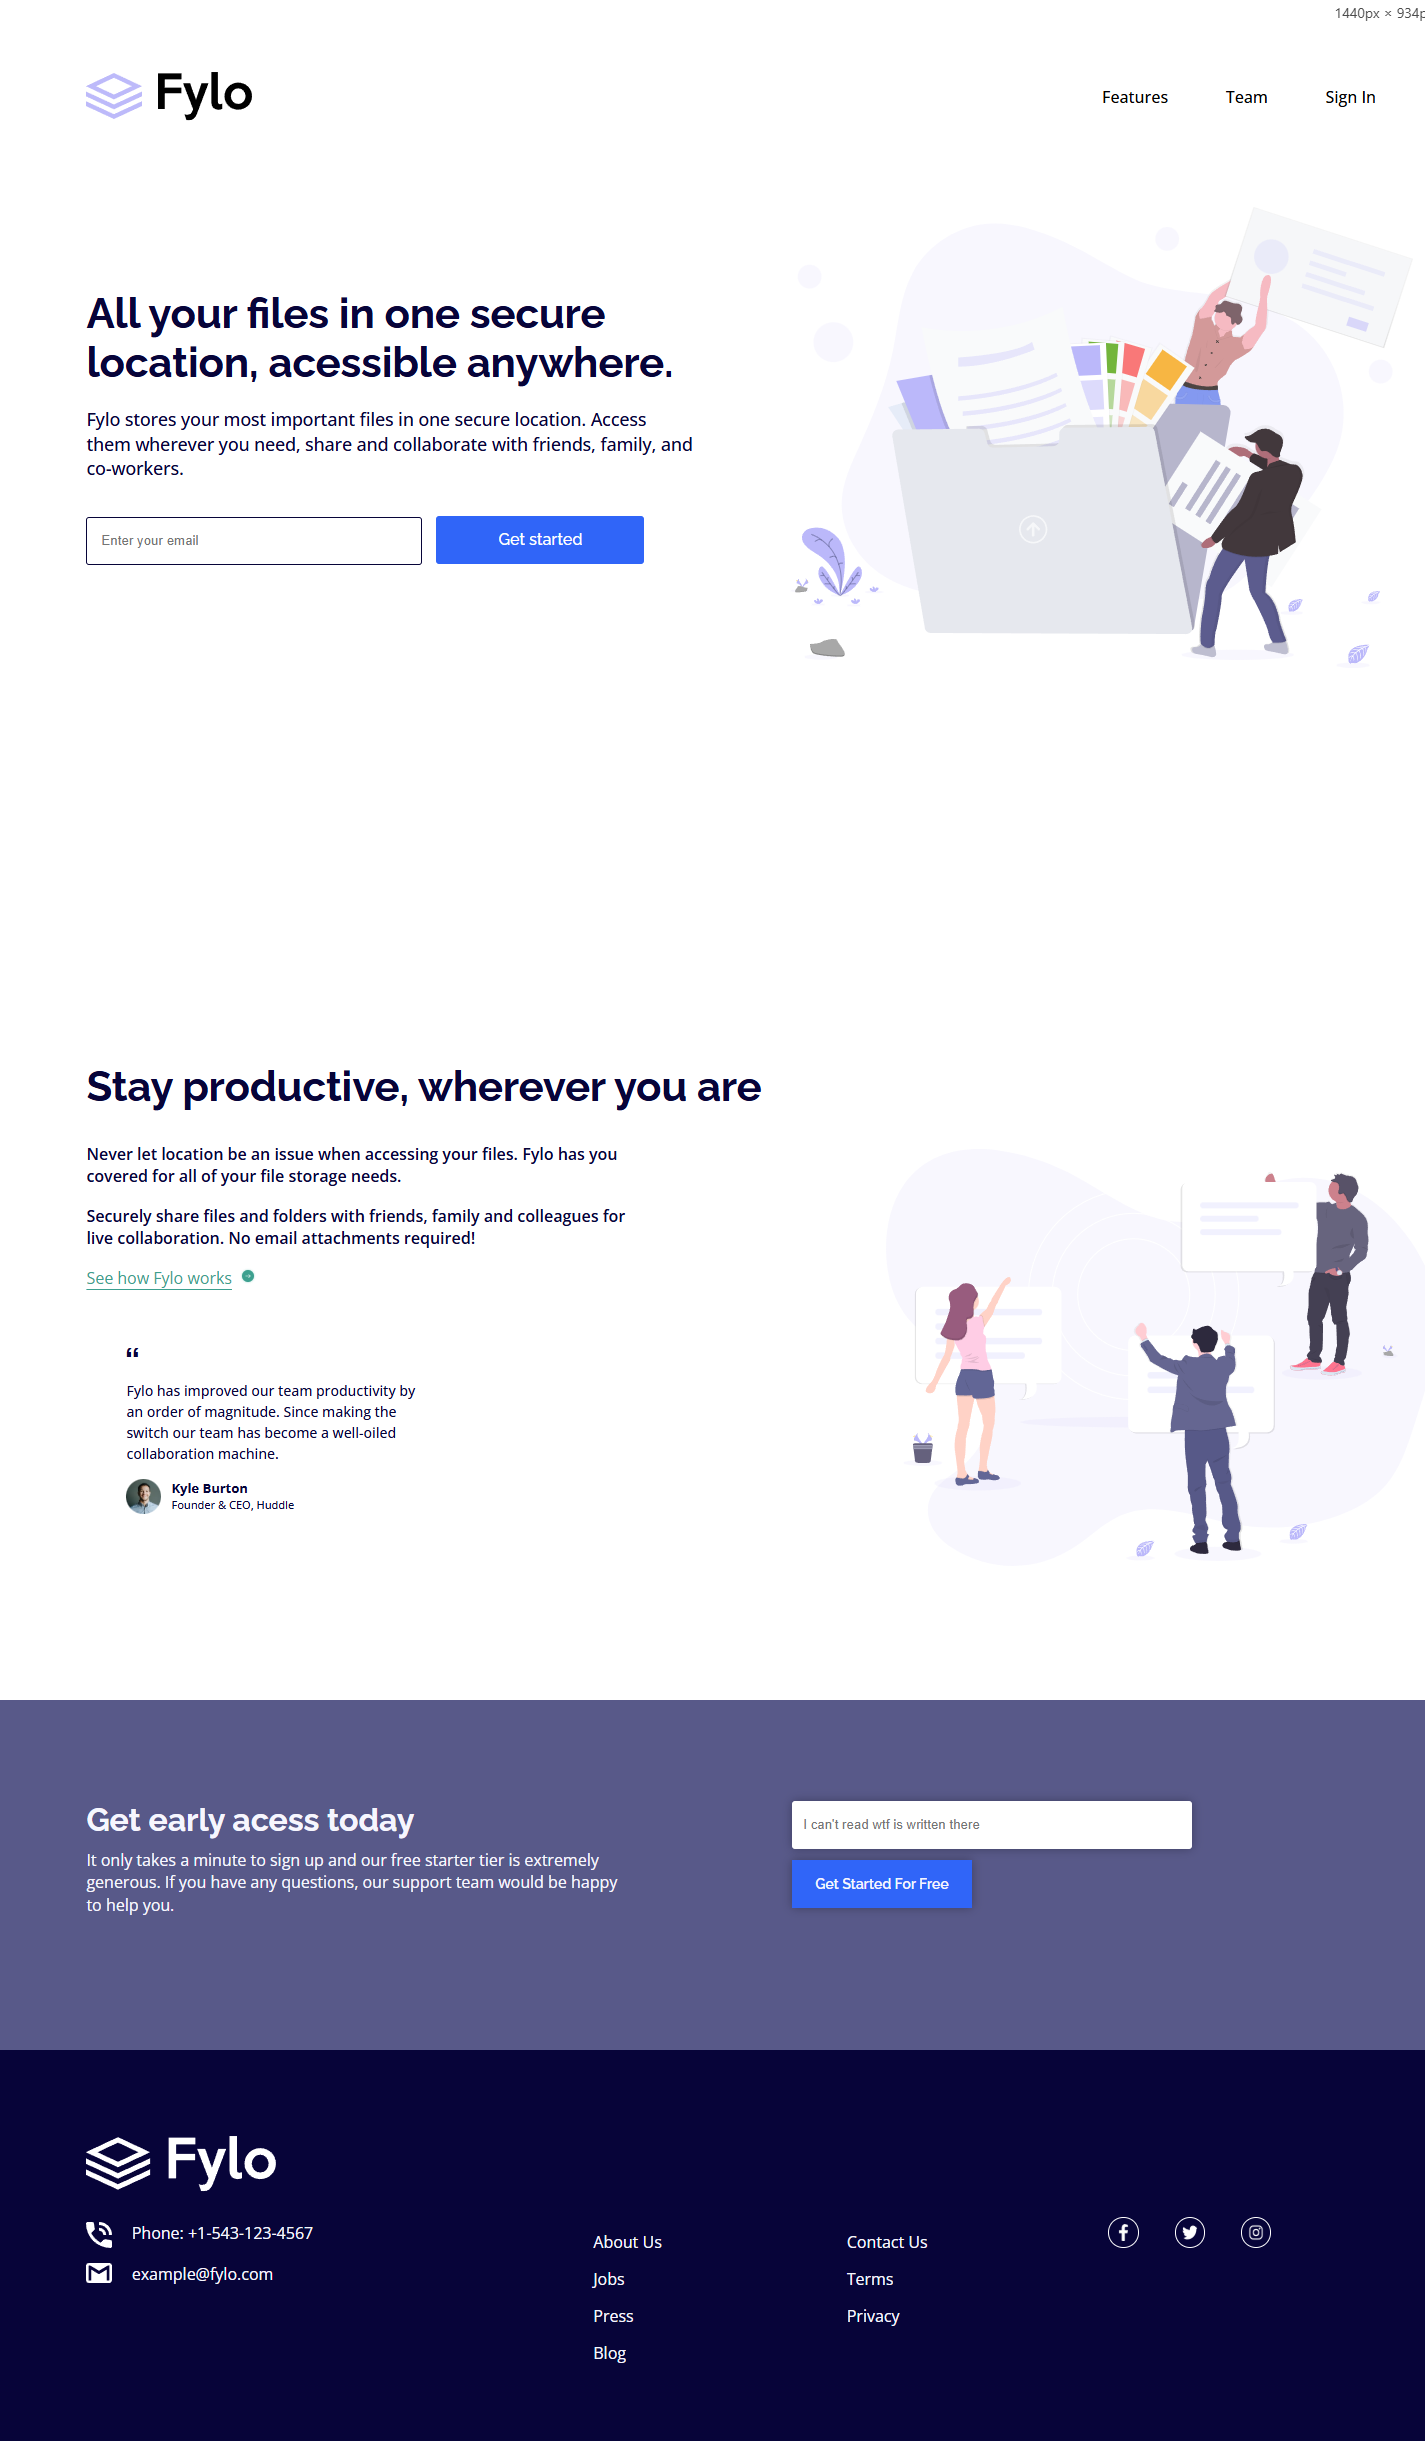 1440px × 934p
Fylo
Features
Team
Sign In
All your files in one secure
location, acessible anywhere.
Fylo stores your most important files in one secure location. Access
them wherever you need, share and collaborate with friends, family, and
co-workers.
Enter your email
Get started
Stay productive, wherever you are
Never let location be an issue when accessing your files. Fylo has you
covered for all of your file storage needs.
Securely share files and folders with friends, family and colleagues for
live collaboration. No email attachments required!
See how Fylo works
“
Fylo has improved our team productivity by
an order of magnitude. Since making the
switch our team has become a well-oiled
collaboration machine.
Kyle Burton
Founder & CEO, Huddle
Get early acess today
It only takes a minute to sign up and our free starter tier is extremely
generous. If you have any questions, our support team would be happy
to help you.
I can't read wtf is written there
Get Started For Free
Fylo
Phone: +1-543-123-4567
example@fylo.com
About Us
Jobs
Press
Blog
Contact Us
Terms
Privacy